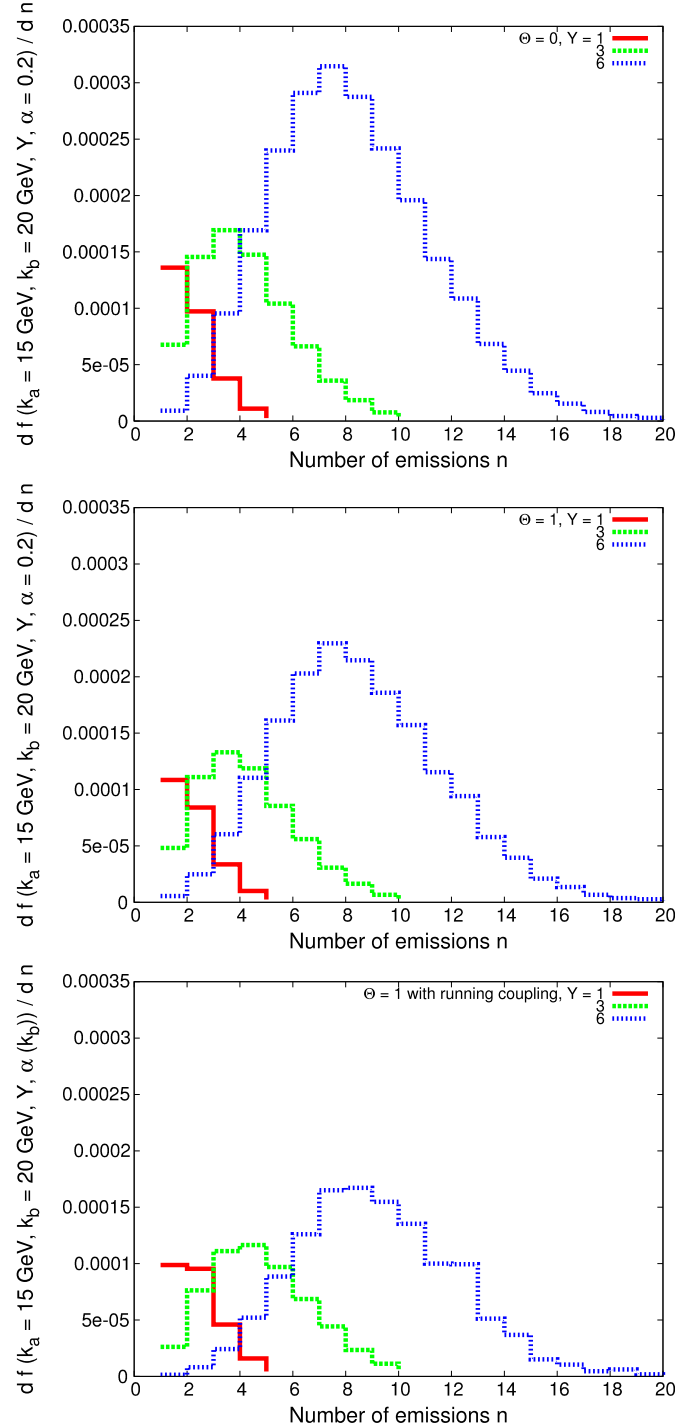 d f (k_a = 15 GeV, k_b = 20 GeV, Y, α = 0.2) / d n
0.00035
0.0003
0.00025
0.0002
0.00015
0.0001
5e-05
0
Θ = 0, Y = 1
3
6
0 2 4 6 8 10 12 14 16 18 20
Number of emissions n
d f (k_a = 15 GeV, k_b = 20 GeV, Y, α = 0.2) / d n
0.00035
0.0003
0.00025
0.0002
0.00015
0.0001
5e-05
0
Θ = 1, Y = 1
3
6
0 2 4 6 8 10 12 14 16 18 20
Number of emissions n
d f (k_a = 15 GeV, k_b = 20 GeV, Y, α (k_b)) / d n
0.00035
0.0003
0.00025
0.0002
0.00015
0.0001
5e-05
0
Θ = 1 with running coupling, Y = 1
3
6
0 2 4 6 8 10 12 14 16 18 20
Number of emissions n